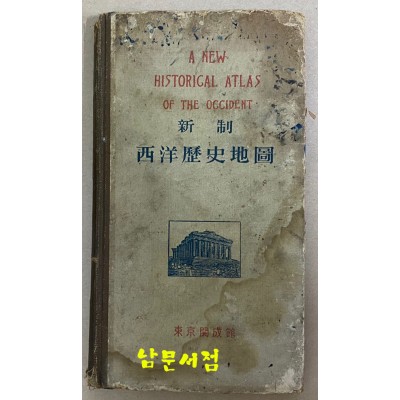 A NEW
HISTORICAL ATLAS
OF THE OCCIDENT
新制
西洋歷史地圖
東京開成館
남문서점